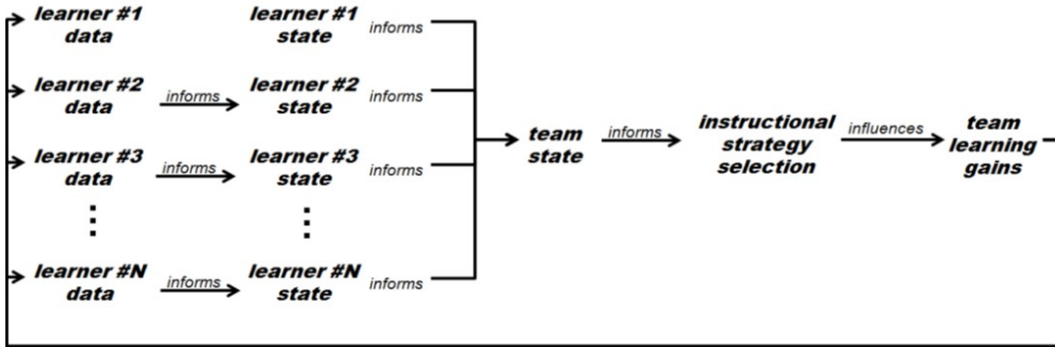 learner #1
data
learner #1
state
informs
learner #2
data
informs
learner #2
state
informs
learner #3
data
informs
learner #3
state
informs
learner #N
data
informs
learner #N
state
informs
team
state
informs
instructional
strategy
selection
influences
team
learning
gains